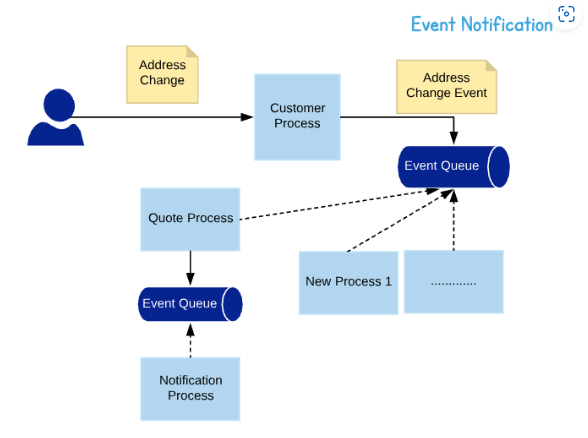 Event Notification
Address
Change
Address
Change Event
Customer
Process
Event Queue
Quote Process
New Process 1
.............
Event Queue
Notification
Process